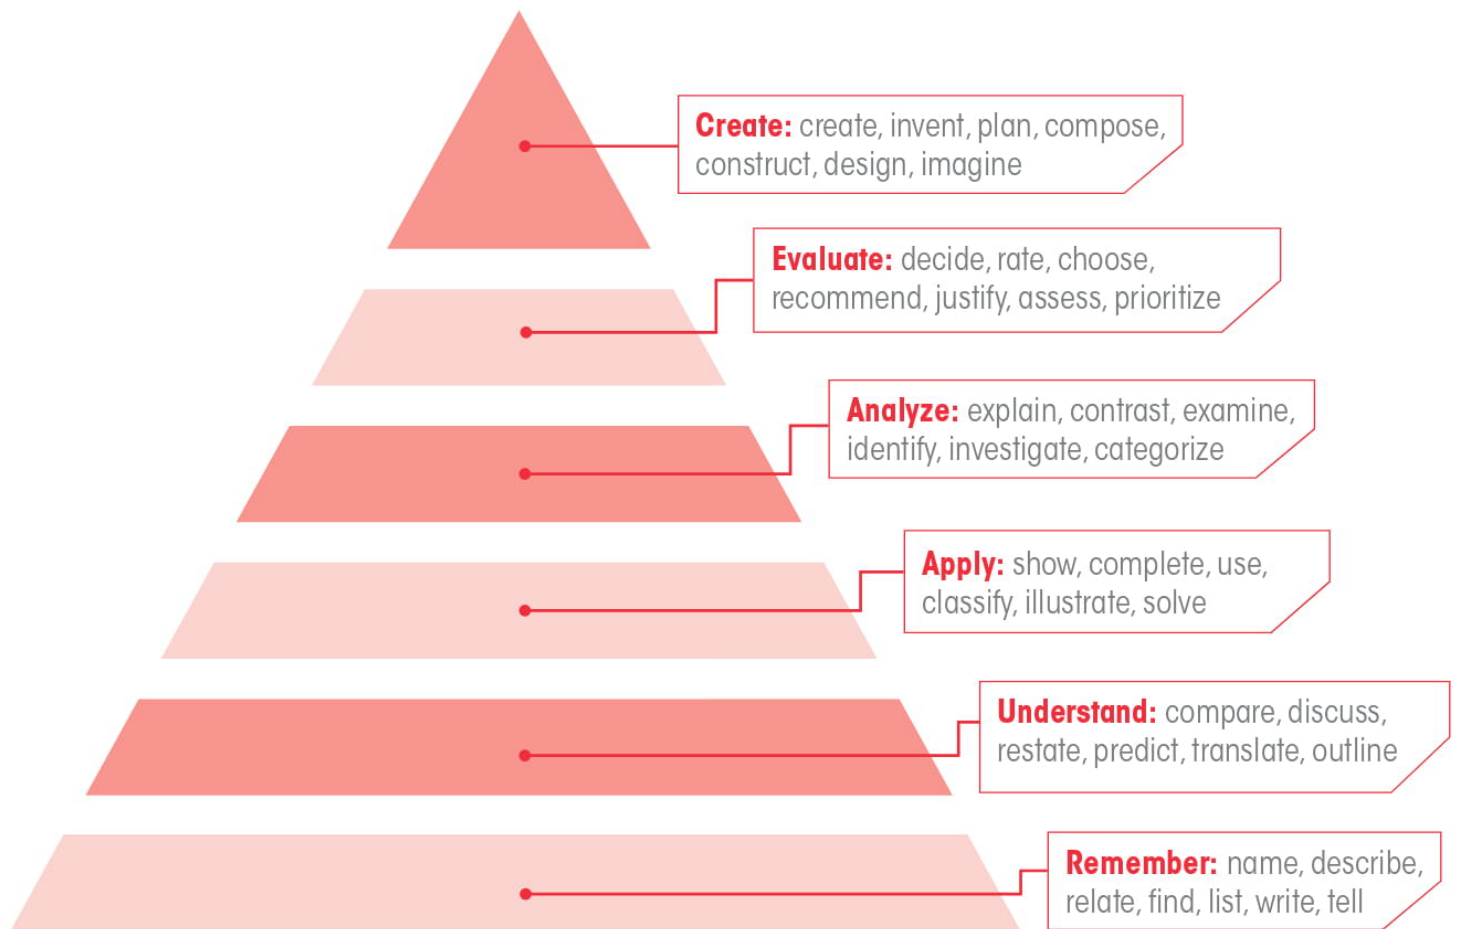 Create: create, invent, plan, compose,
construct, design, imagine
Evaluate: decide, rate, choose,
recommend, justify, assess, prioritize
Analyze: explain, contrast, examine,
identify, investigate, categorize
Apply: show, complete, use,
classify, illustrate, solve
Understand: compare, discuss,
restate, predict, translate, outline
Remember: name, describe,
relate, find, list, write, tell